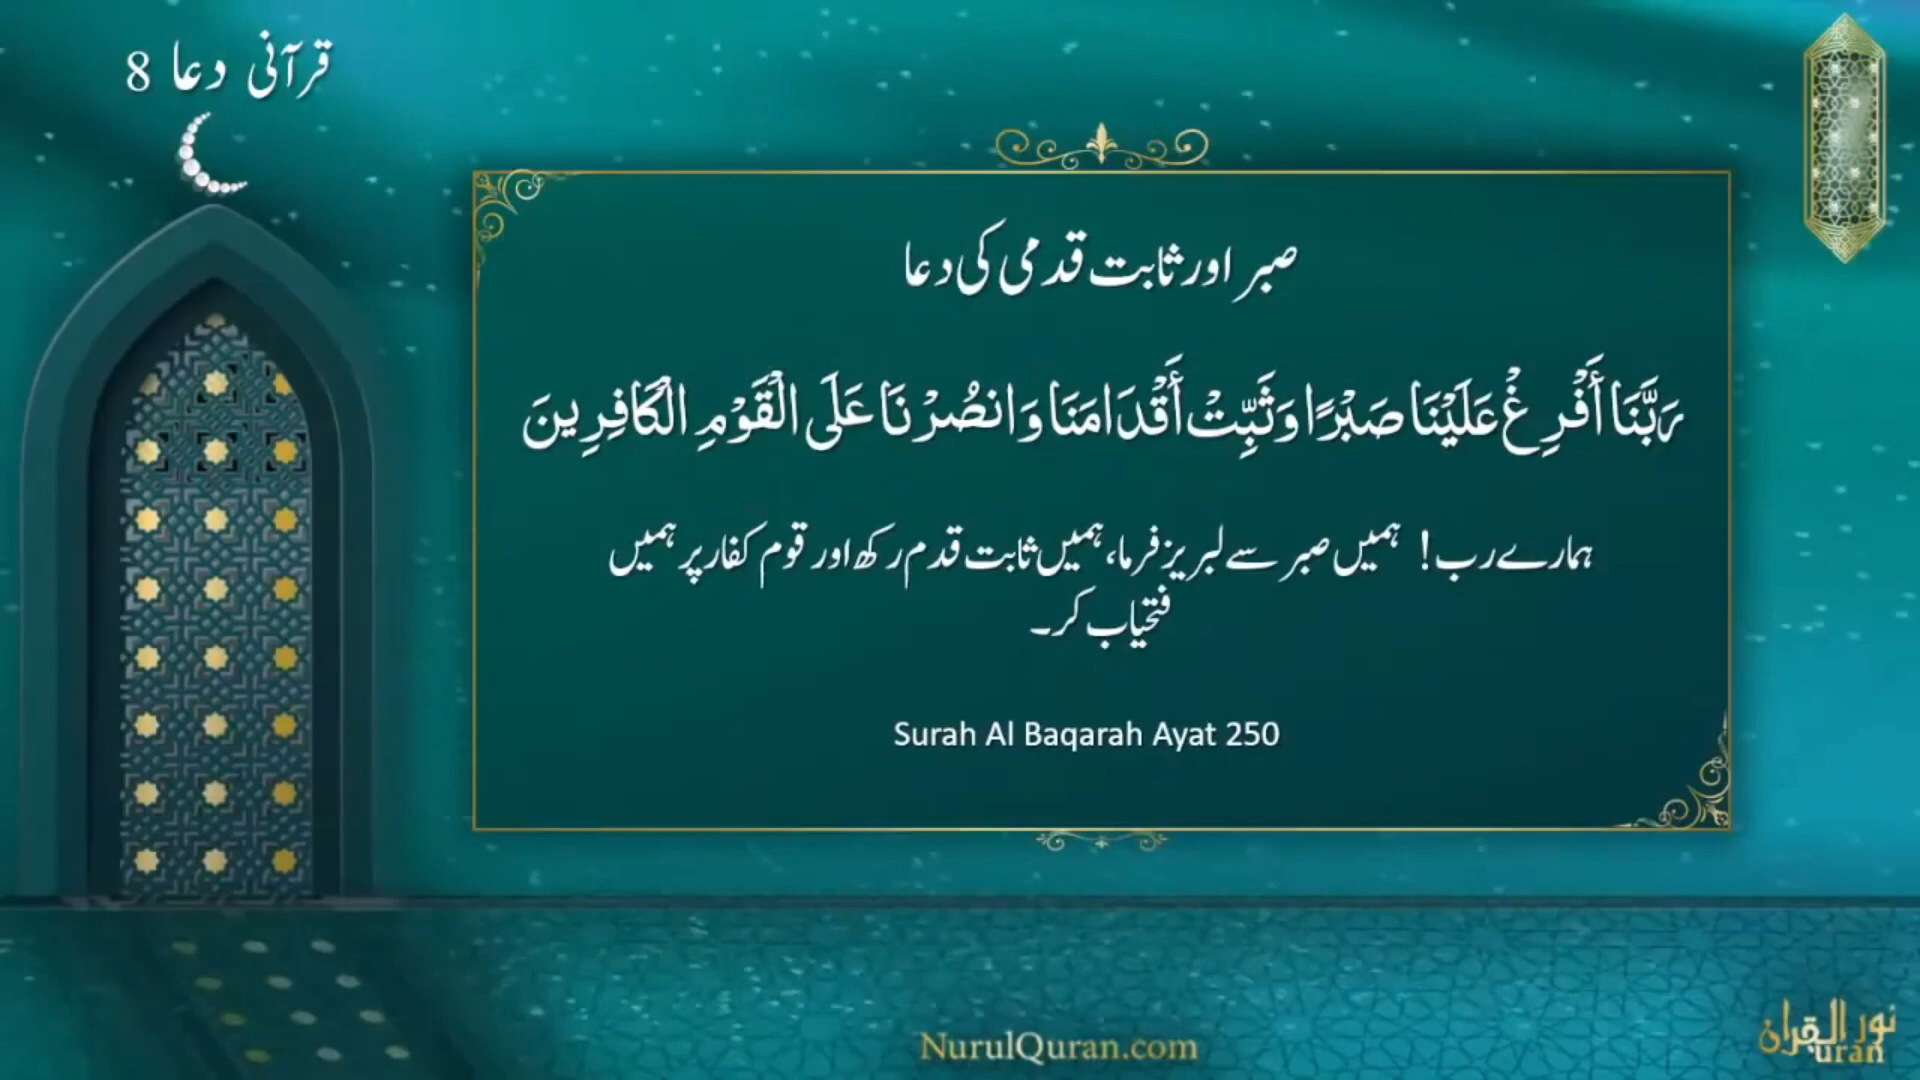 قرآنی دعا 8
صبر اور ثابت قدمی کی دعا
رَبَّنَا أَفْرِغْ عَلَيْنَا صَبْرًا وَثَبِّتْ أَقْدَامَنَا وَانصُرْنَا عَلَى الْقَوْمِ الْكَافِرِينَ
ہمارے رب! ہمیں صبر سے لبریز فرما، ہمیں ثابت قدم رکھ اور قوم کفار پر ہمیں
فتحیاب کر۔
Surah Al Baqarah Ayat 250
NurulQuran.com
نور القرآن
uran